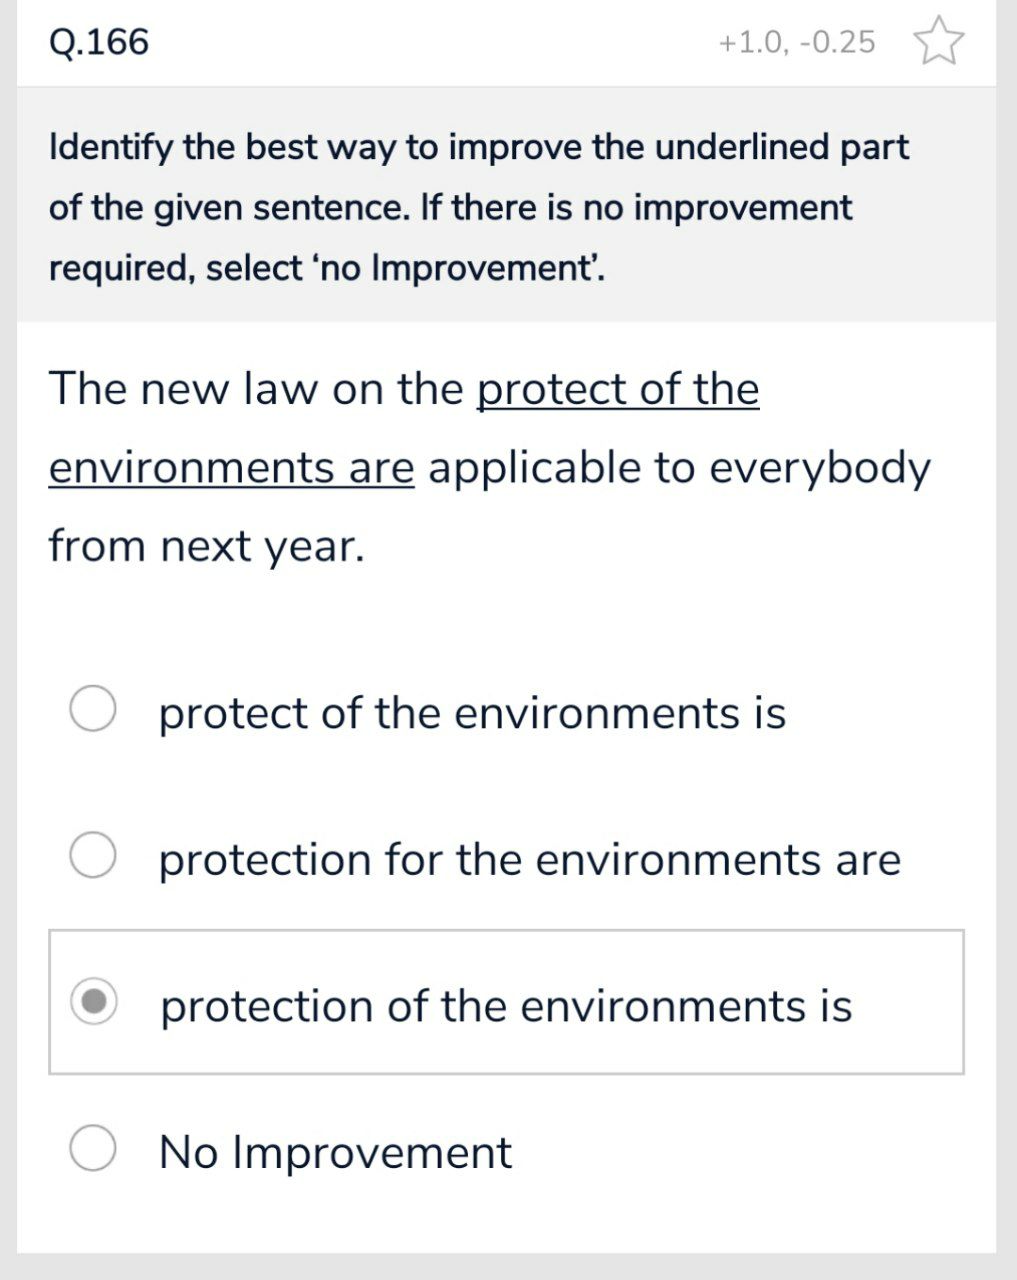 Q.166
+1.0, -0.25
Identify the best way to improve the underlined part
of the given sentence. If there is no improvement
required, select ‘no Improvement’.
The new law on the protect of the
environments are applicable to everybody
from next year.
protect of the environments is
protection for the environments are
protection of the environments is
No Improvement